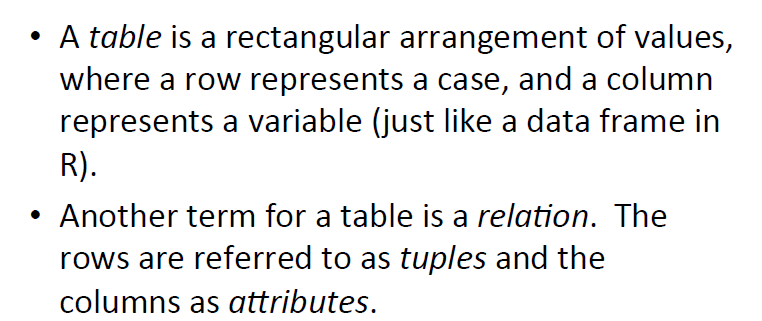 • A table is a rectangular arrangement of values,
where a row represents a case, and a column
represents a variable (just like a data frame in
R).
• Another term for a table is a relation.  The
rows are referred to as tuples and the
columns as attributes.